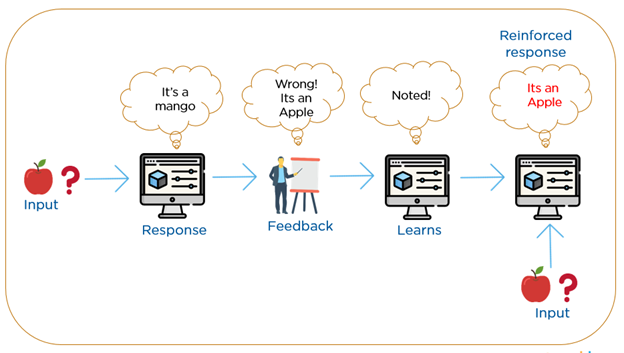 Reinforced
response
It's a
mango
Wrong!
Its an
Apple
Noted!
Its an
Apple
?
Input
Response
Feedback
Learns
?
Input